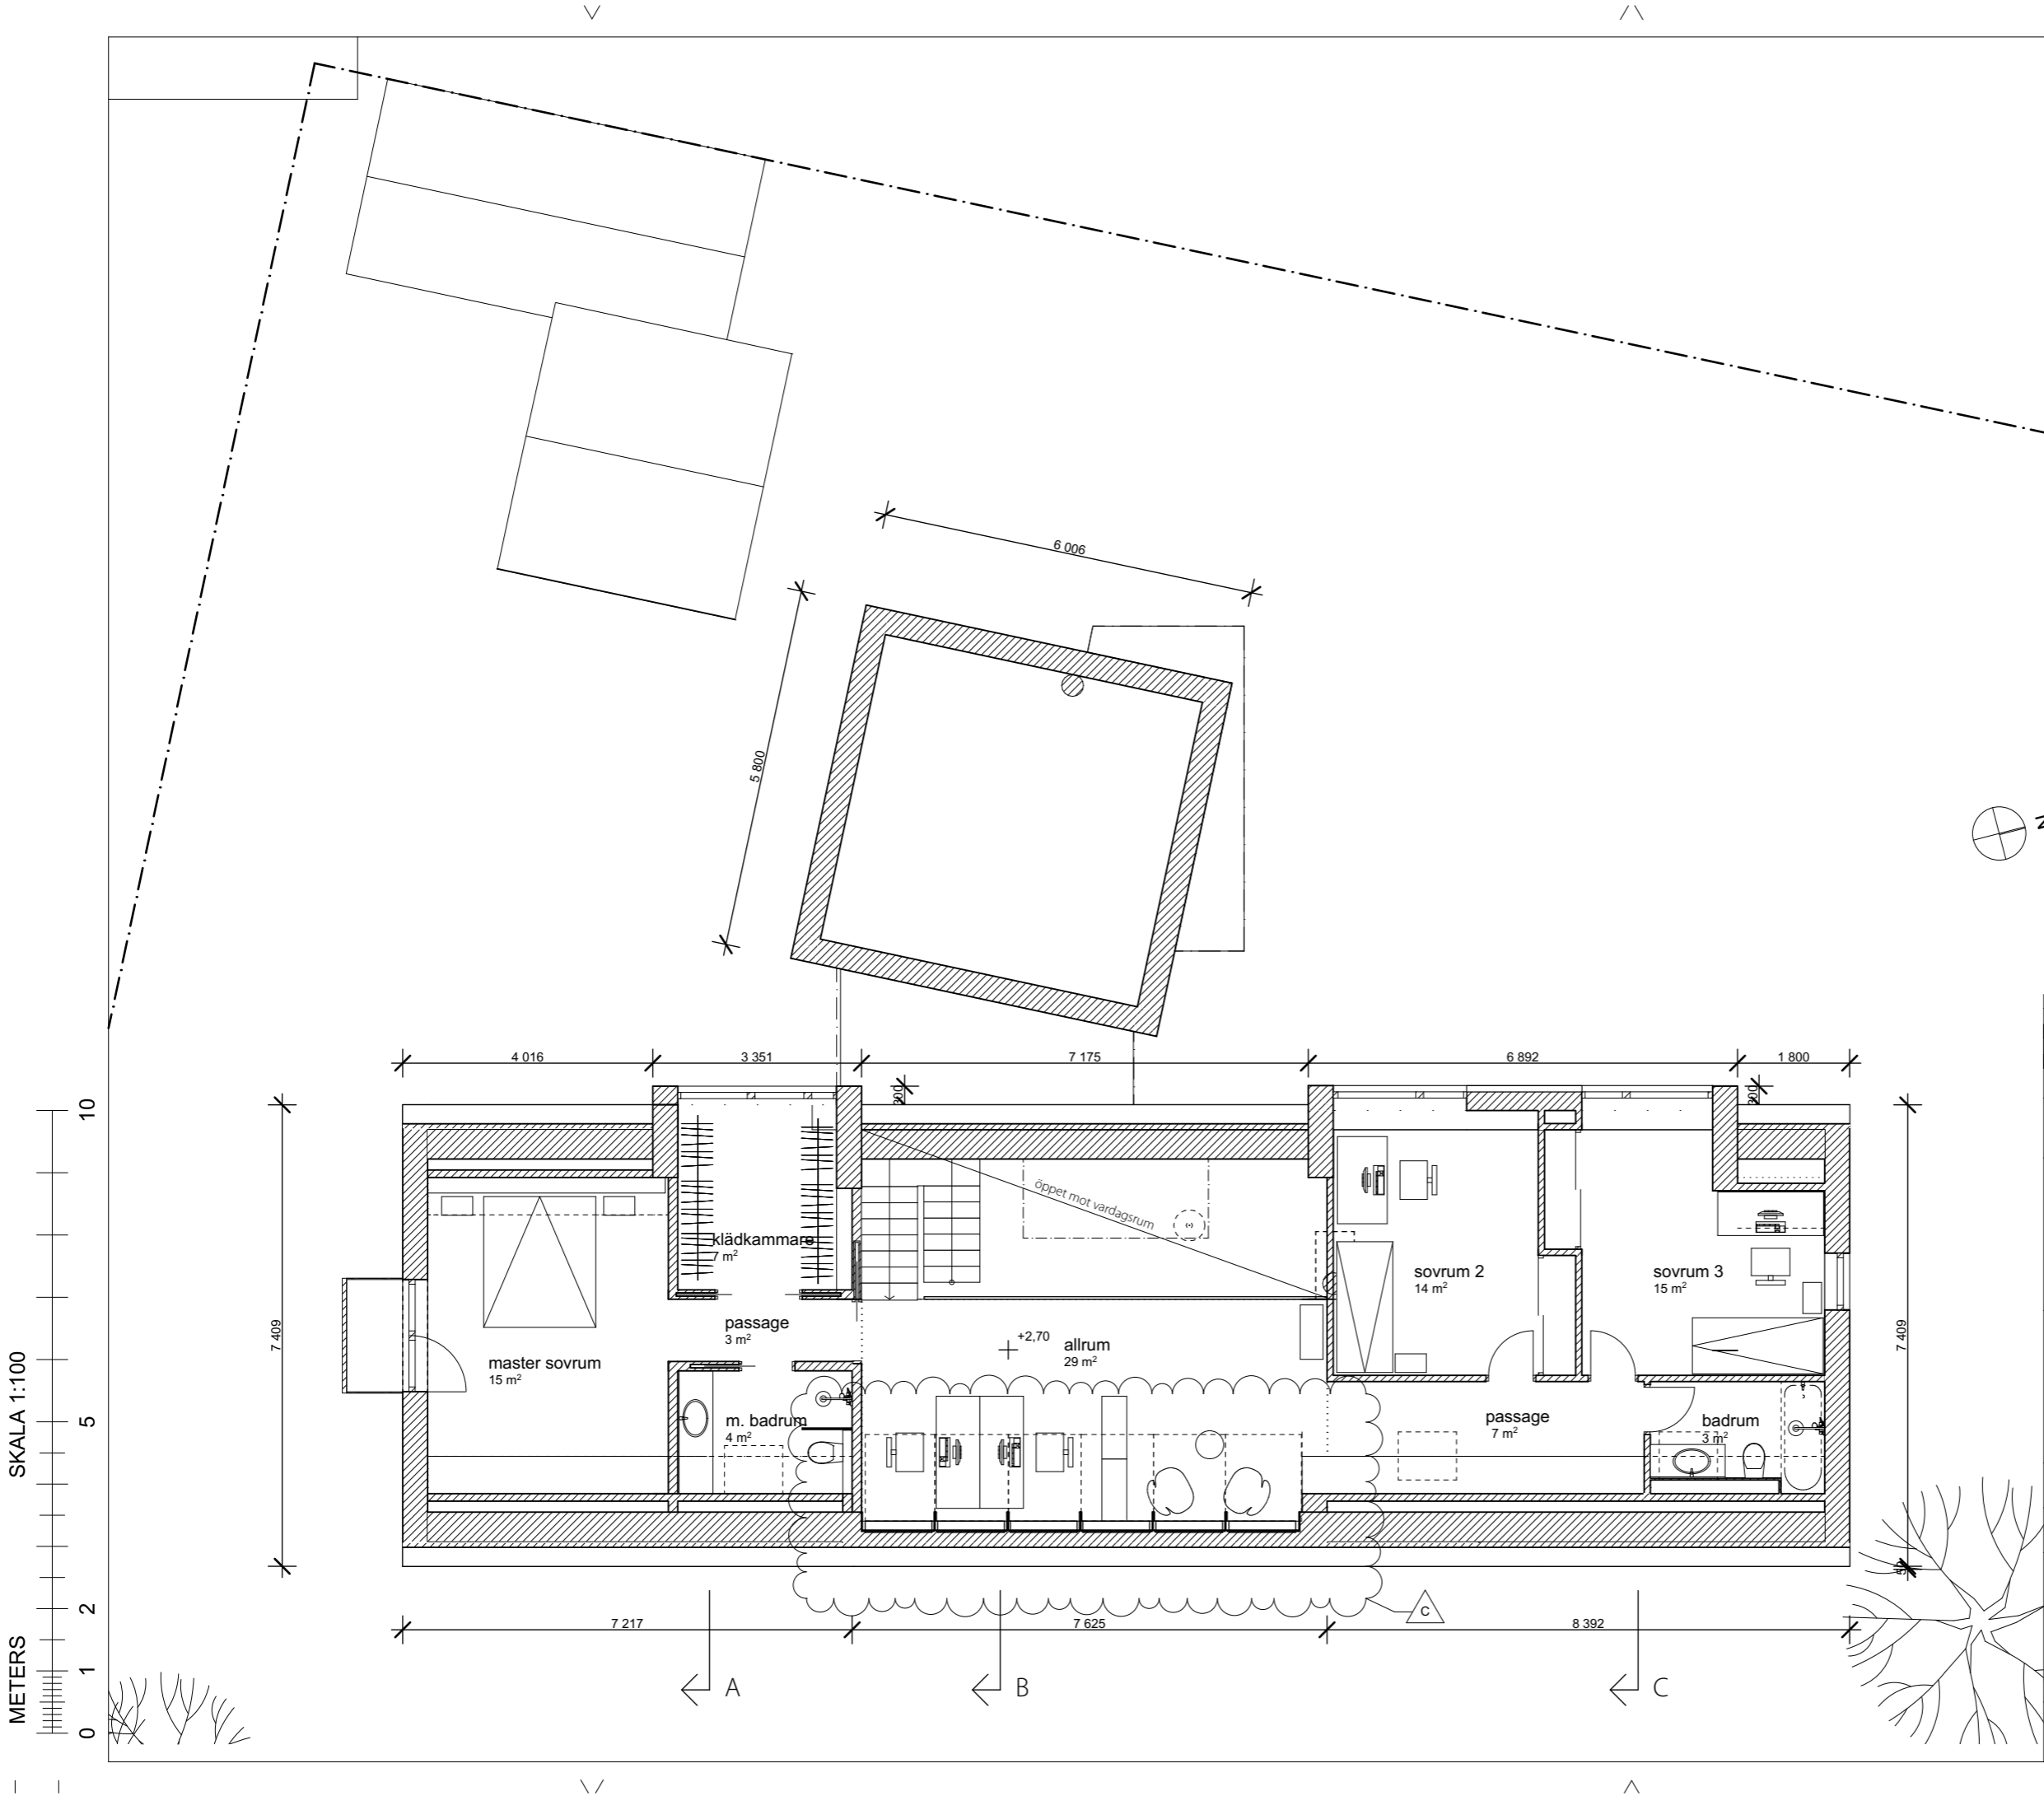 6 006
5 800
4 016
3 351
7 175
6 892
1 800
300
300
öppet mot vardagsrum
klädkammare
7 m²
sovrum 2
14 m²
sovrum 3
15 m²
7 409
passage
3 m²
+2,70
allrum
29 m²
master sovrum
15 m²
7 409
m. badrum
4 m²
passage
7 m²
badrum
3 m²
50
C
7 217
7 625
8 392
A
B
C
METERS
SKALA 1:100
0
1
2
5
10